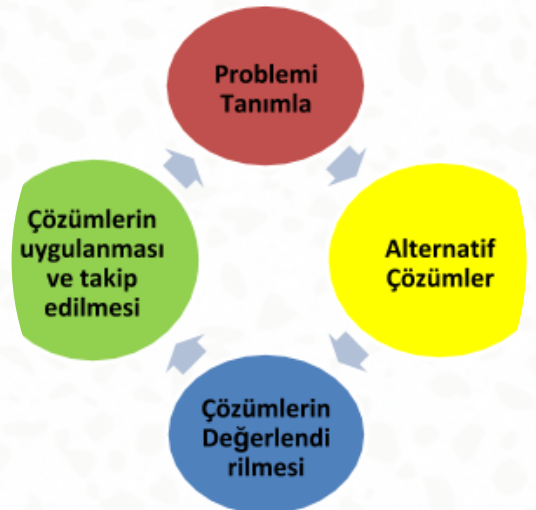 Problemi
Tanımla
Alternatif
Çözümler
Çözümlerin
Değerlendi
rilmesi
Çözümlerin
uygulanması
ve takip
edilmesi